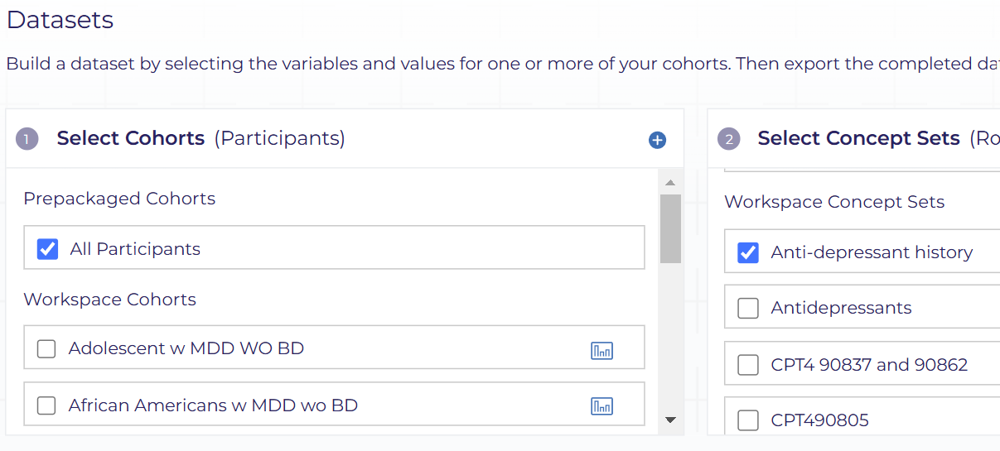 Datasets
Build a dataset by selecting the variables and values for one or more of your cohorts. Then export the completed da
1 Select Cohorts (Participants)
Prepackaged Cohorts
All Participants
Workspace Cohorts
Adolescent w MDD WO BD
African Americans w MDD wo BD
2 Select Concept Sets (Ro
Workspace Concept Sets
Anti-depressant history
Antidepressants
CPT4 90837 and 90862
CPT490805